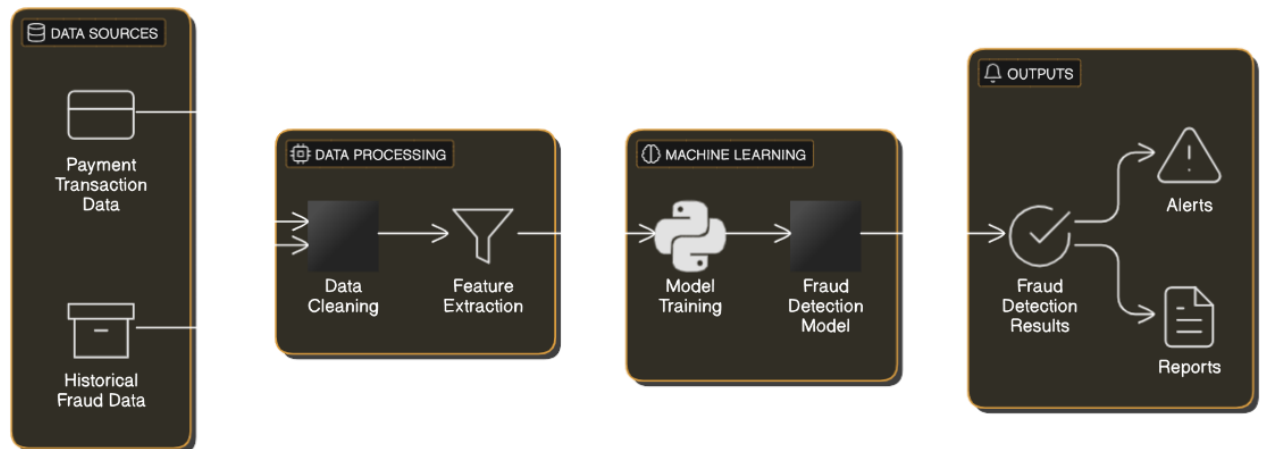 DATA SOURCES
Payment
Transaction
Data
Historical
Fraud Data
DATA PROCESSING
Data
Cleaning
Feature
Extraction
MACHINE LEARNING
Model
Training
Fraud
Detection
Model
OUTPUTS
Fraud
Detection
Results
Alerts
Reports